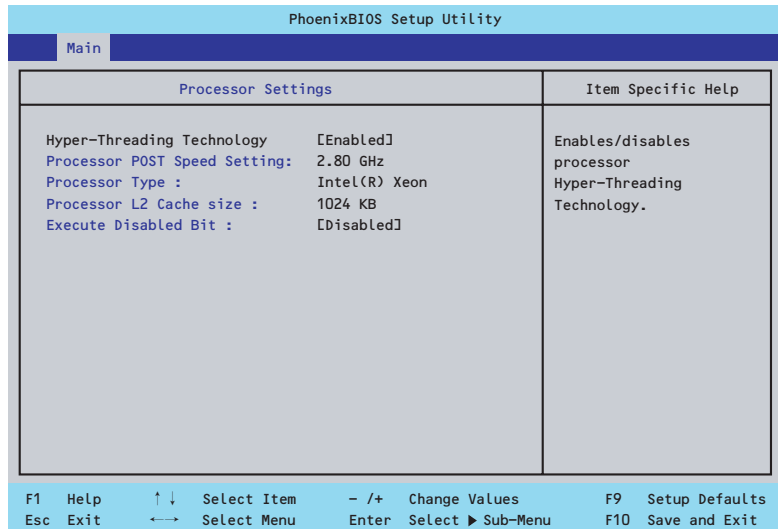 PhoenixBIOS Setup Utility
Main
Processor Settings
Item Specific Help
Hyper-Threading Technology [Enabled]
Processor POST Speed Setting: 2.80 GHz
Processor Type : Intel(R) Xeon
Processor L2 Cache size : 1024 KB
Execute Disabled Bit : [Disabled]
Enables/disables
processor
Hyper-Threading
Technology.
F1 Help ↑↓ Select Item - /+ Change Values F9 Setup Defaults
Esc Exit ←→ Select Menu Enter Select ▶ Sub-Menu F10 Save and Exit